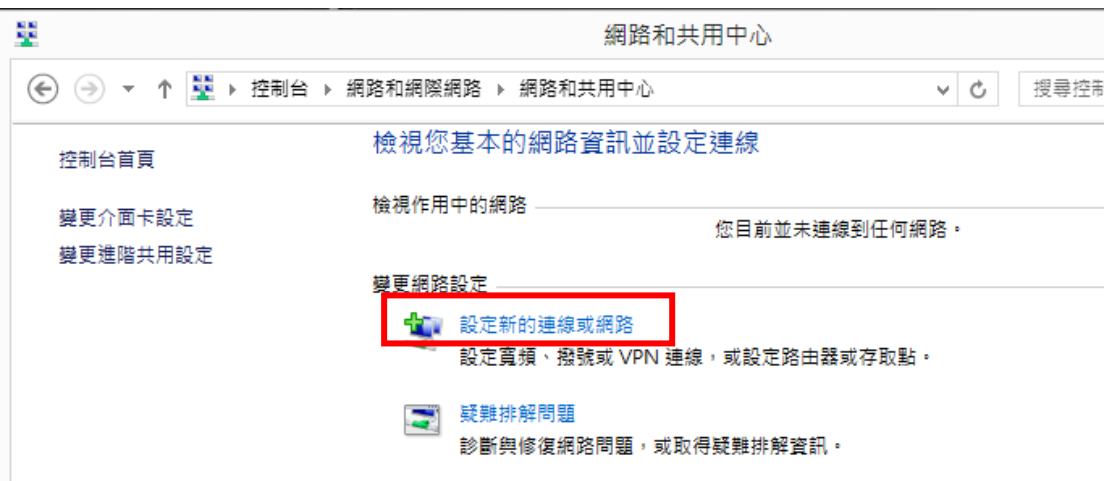 網路和共用中心
控制台 網路和網際網路 網路和共用中心 搜尋控制
控制台首頁
變更介面卡設定
變更進階共用設定
檢視您基本的網路資訊並設定連線
檢視作用中的網路
您目前並未連線到任何網路。
變更網路設定
設定新的連線或網路
設定寬頻、撥號或 VPN 連線，或設定路由器或存取點。
疑難排解問題
診斷與修復網路問題，或取得疑難排解資訊。